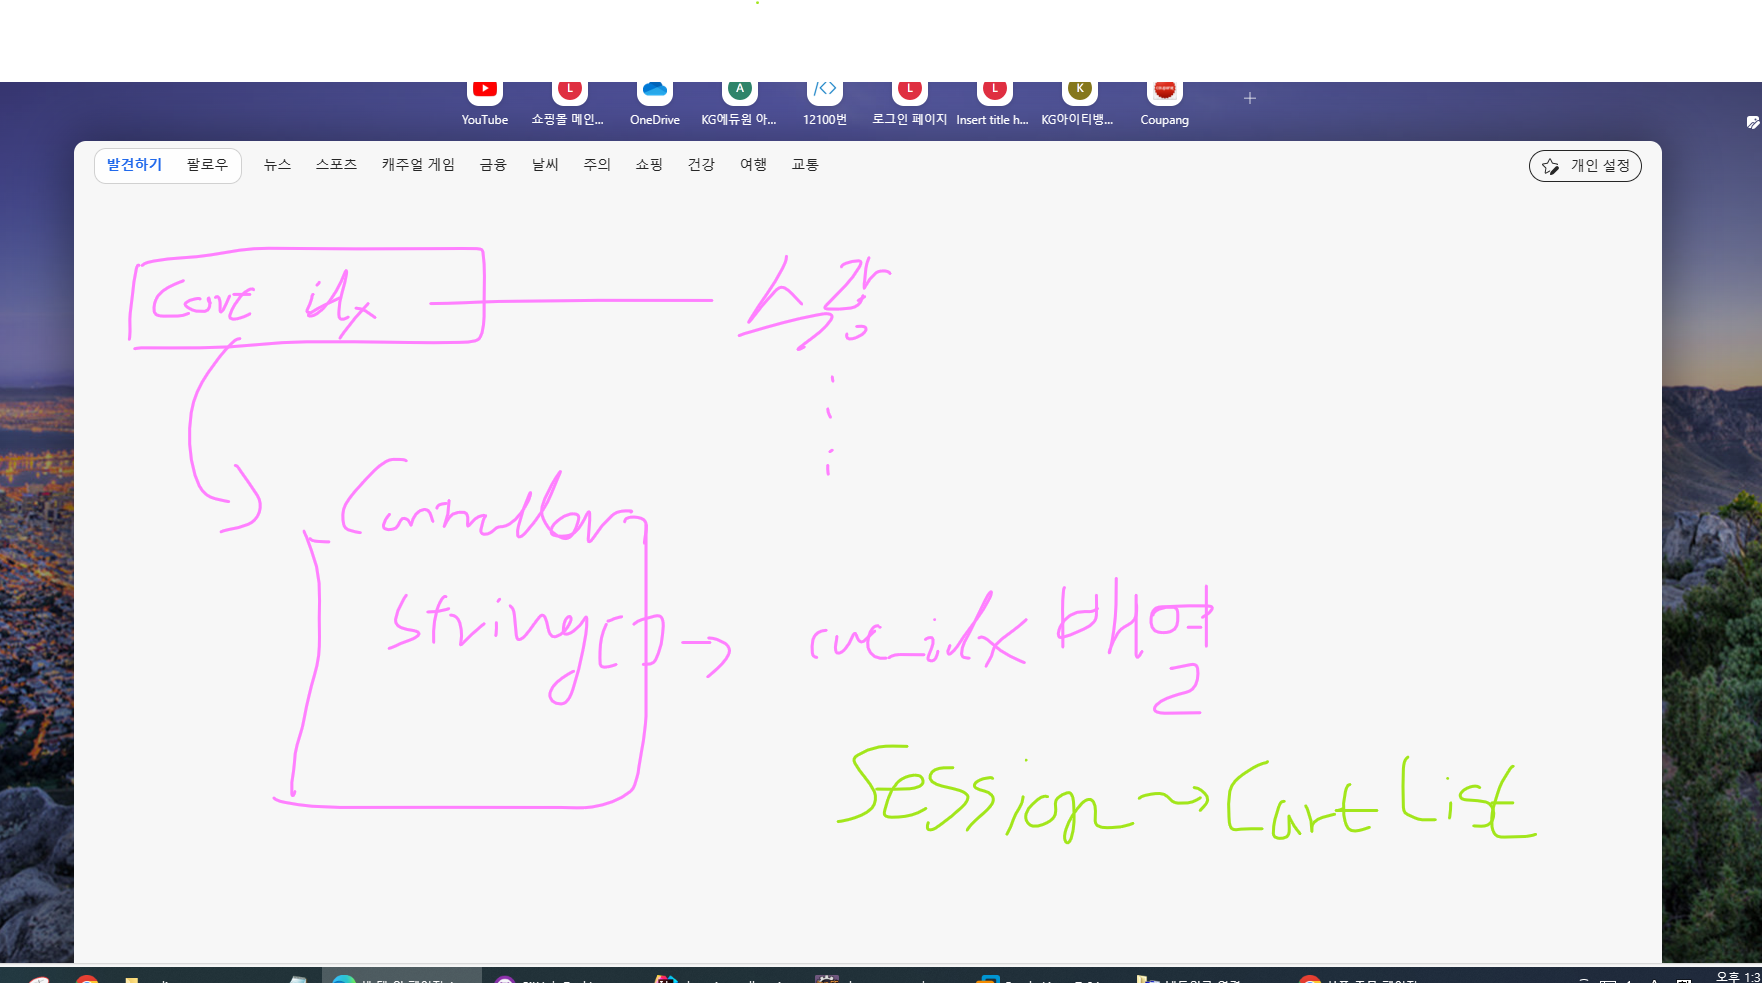 YouTube
쇼핑몰 메인...
OneDrive
KG에듀원 아...
12100번
로그인 페이지
Insert title h...
KG아이티뱅...
Coupang
발견하기 팔로우 뉴스 스포츠 캐주얼 게임 금융 날씨 주의 쇼핑 건강 여행 교통
개인 설정
Cart idx
수량
Controller
String[] → cuc_idx 배열
2
Session → Cart List
오후 1:3